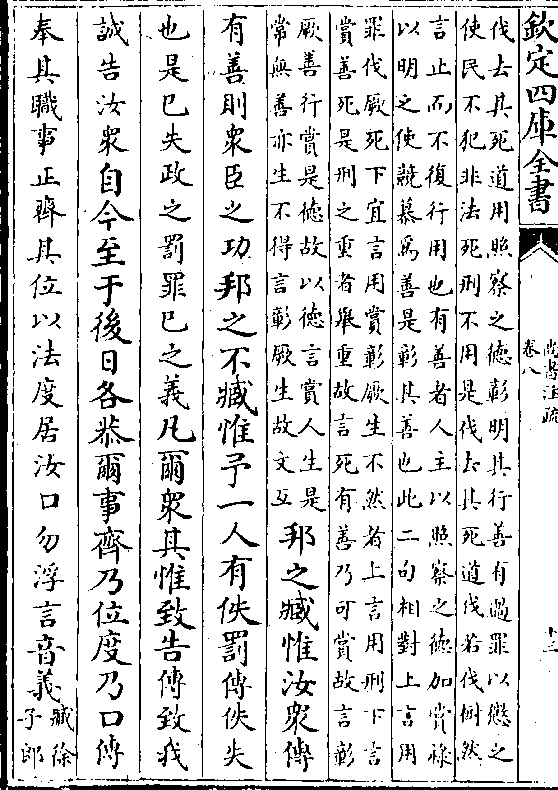 欽定四庫全書
尚書注疏
卷八
十三
伐去其死道用照察之德彰明其行善有過罪以懲之
使民不犯非法死刑不用是伐去其死道伐若伐樹然
言止而不復行用也有善者人主以照察之德加賞祿
以明之使競慕為善是彰其善也此二句相對上言用
罪伐厥死下宜言用賞彰厥生不然者上言用刑下言
賞善死是刑之重者舉重故言死有善乃可賞故言彰
厥善行賞是德故以德言賞人生是
常無善亦生不得言彰厥生故文互
邦之臧惟汝衆傳
有善則衆臣之功邦之不臧惟予一人有佚罰傳佚失
也是已失政之罰罪已之義凡爾衆其惟致告傳致我
誠告汝衆自今至于後日各恭爾事齊乃位度乃口傳
奉其職事正齊其位以法度居汝口勿浮言音義
臧徐
子郎